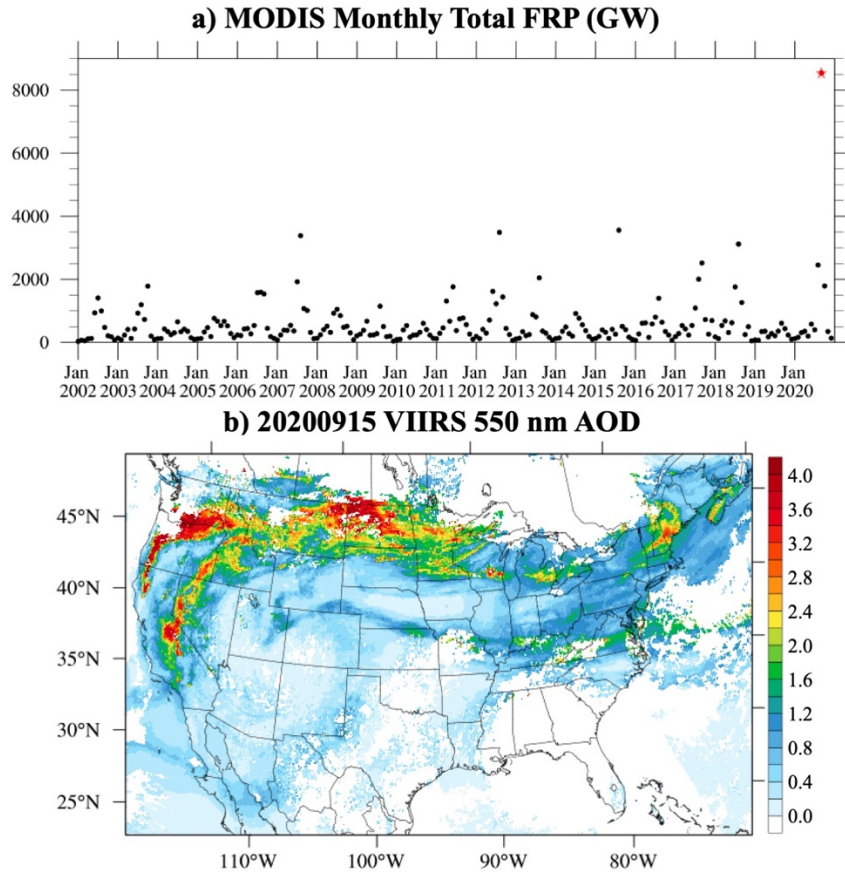 a) MODIS Monthly Total FRP (GW)
8000
6000
4000
2000
0
Jan Jan Jan Jan Jan Jan Jan Jan Jan Jan Jan Jan Jan Jan Jan Jan Jan Jan Jan
2002 2003 2004 2005 2006 2007 2008 2009 2010 2011 2012 2013 2014 2015 2016 2017 2018 2019 2020
b) 20200915 VIIRS 550 nm AOD
45°N
40°N
35°N
30°N
25°N
110°W 100°W 90°W 80°W
4.0
3.6
3.2
2.8
2.4
2.0
1.6
1.2
0.8
0.4
0.0